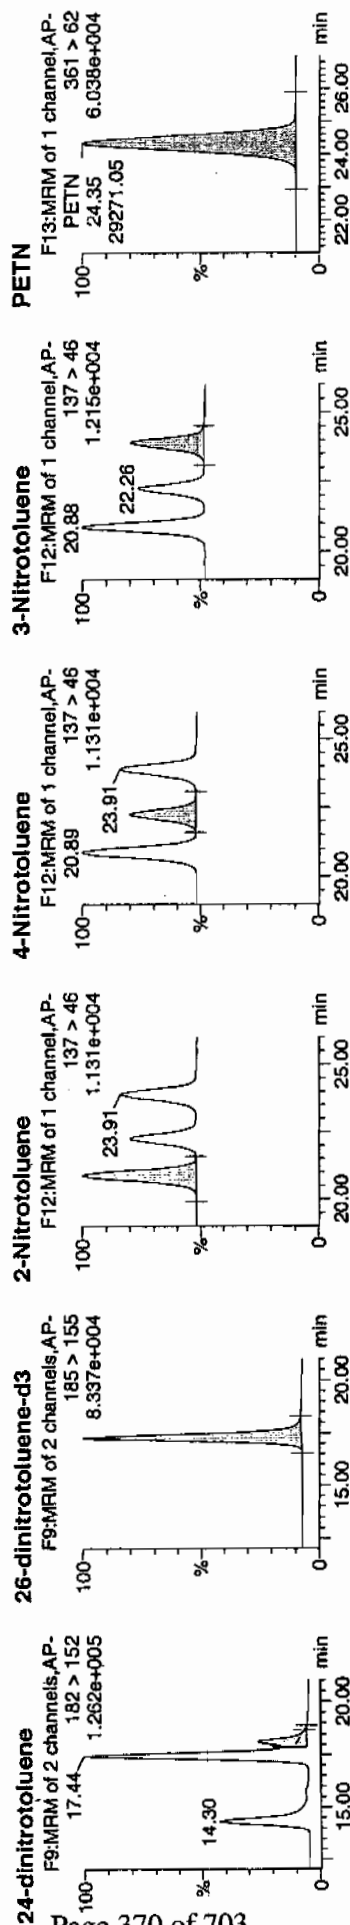 24-dinitrotoluene
F9:MRM of 2 channels,AP-
182 > 152
1.262e+005
100
%
0
17.44
14.30
15.00
20.00
min
26-dinitrotoluene-d3
F9:MRM of 2 channels,AP-
185 > 155
8.337e+004
100
%
0
15.00
20.00
min
2-Nitrotoluene
F12:MRM of 1 channel,AP-
137 > 46
1.131e+004
100
%
0
23.91
20.00
25.00
min
4-Nitrotoluene
F12:MRM of 1 channel,AP-
137 > 46
1.131e+004
100
%
0
20.89
23.91
20.00
25.00
min
3-Nitrotoluene
F12:MRM of 1 channel,AP-
137 > 46
1.215e+004
100
%
0
20.88
22.26
20.00
25.00
min
PETN
F13:MRM of 1 channel,AP-
361 > 62
6.038e+004
100
%
0
PETN
24.35
29271.05
22.00
24.00
26.00
min
Page 370 of 703